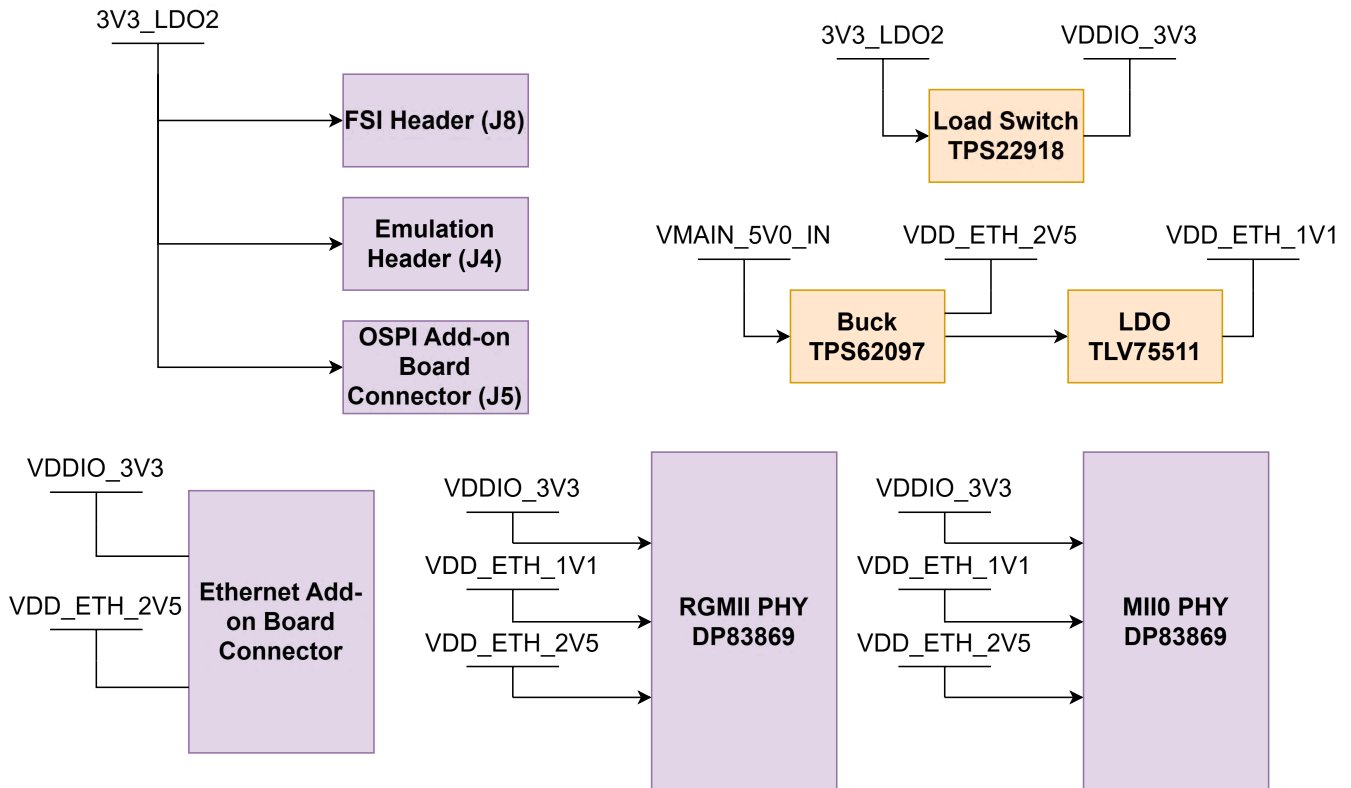 3V3_LDO2
FSI Header (J8)
Emulation
Header (J4)
OSPI Add-on
Board
Connector (J5)
3V3_LDO2
VDDIO_3V3
Load Switch
TPS22918
VMAIN_5V0_IN
VDD_ETH_2V5
VDD_ETH_1V1
Buck
TPS62097
LDO
TLV75511
VDDIO_3V3
VDD_ETH_2V5
Ethernet Add-
on Board
Connector
VDDIO_3V3
VDD_ETH_1V1
VDD_ETH_2V5
RGMII PHY
DP83869
VDDIO_3V3
VDD_ETH_1V1
VDD_ETH_2V5
MII0 PHY
DP83869